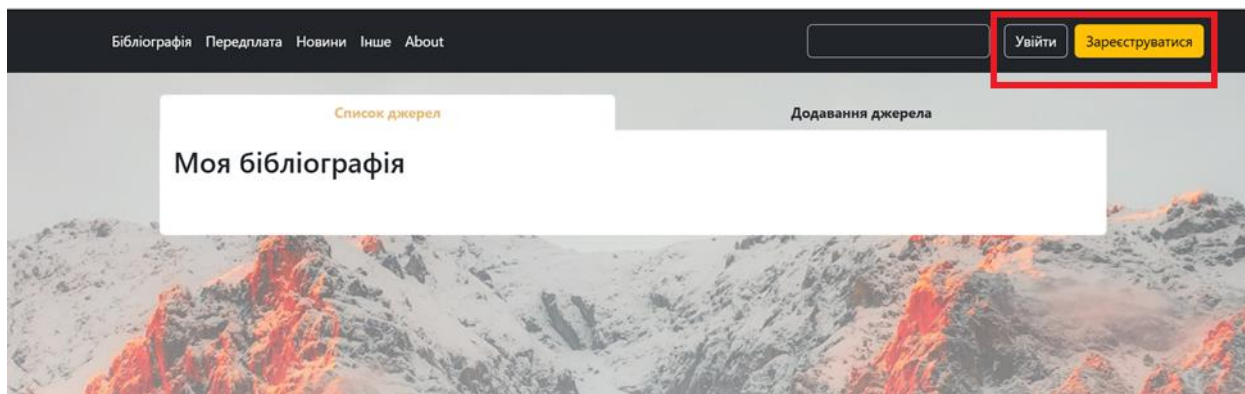 Бібліографія Передплата Новини Інше About Увійти Зареєструватися
Список джерел Додавання джерела
Моя бібліографія